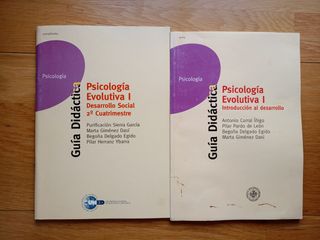 Psicología
Guía Didáctica
Psicología
Evolutiva I
Desarrollo Social
2º Cuatrimestre
Purificación Sierra García
Marta Giménez Dasí
Begoña Delgado Egido
Pilar Herranz Ybarra
Psicología
Guía Didáctica
Psicología
Evolutiva I
Introducción al desarrollo
Antonio Corral Íñigo
Pilar Pardo de León
Begoña Delgado Egido
Marta Giménez Dasí